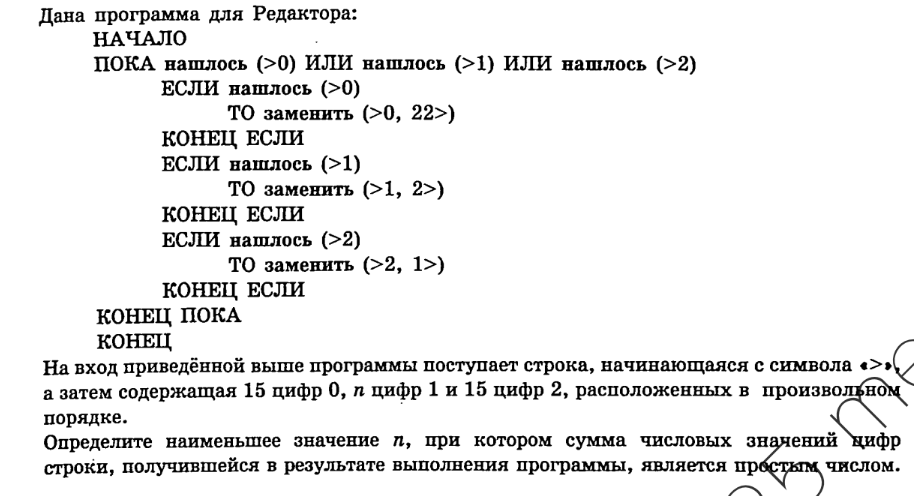 Дана программа для Редактора:
НАЧАЛО
ПОКА нашлось (>0) ИЛИ нашлось (>1) ИЛИ нашлось (>2)
ЕСЛИ нашлось (>0)
ТО заменить (>0, 22>)
КОНЕЦ ЕСЛИ
ЕСЛИ нашлось (>1)
ТО заменить (>1, 2>)
КОНЕЦ ЕСЛИ
ЕСЛИ нашлось (>2)
ТО заменить (>2, 1>)
КОНЕЦ ЕСЛИ
КОНЕЦ ПОКА
КОНЕЦ
На вход приведённой выше программы поступает строка, начинающаяся с символа «>»,
а затем содержащая 15 цифр 0, n цифр 1 и 15 цифр 2, расположенных в произвольном
порядке.
Определите наименьшее значение n, при котором сумма числовых значений цифр
строки, получившейся в результате выполнения программы, является простым числом.